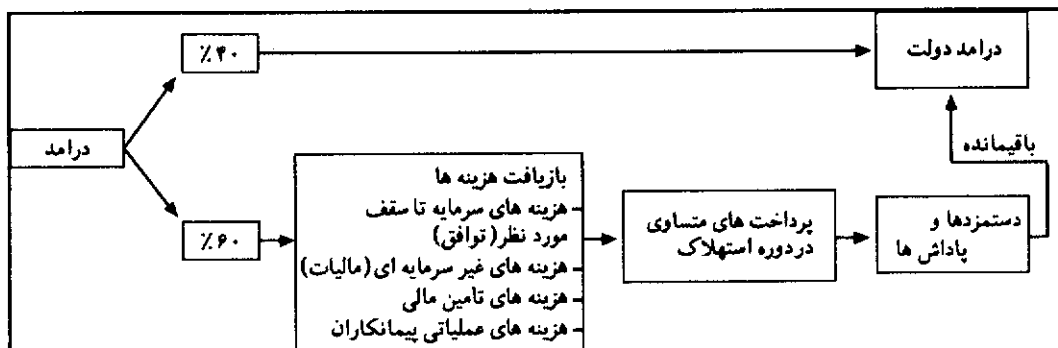 ٪۴۰
درامد دولت
درامد
باقیمانده
٪۶۰
بازیافت هزینه ها
هزینه های سرمایه تا سقف
مورد نظر(توافق)
هزینه های غیر سرمایه ای(مالیات)
هزینه های تامین مالی
هزینه های عملیاتی پیمانکاران
پرداخت های متساوی
در دوره استهلاک
دستمزدها و
پاداش ها